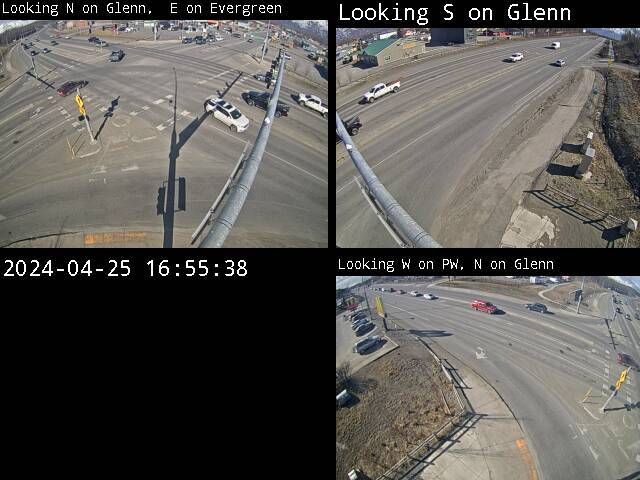 Looking N on Glenn, E on Evergreen
Looking S on Glenn
2024-04-25 16:55:38
Looking W on PW, N on Glenn